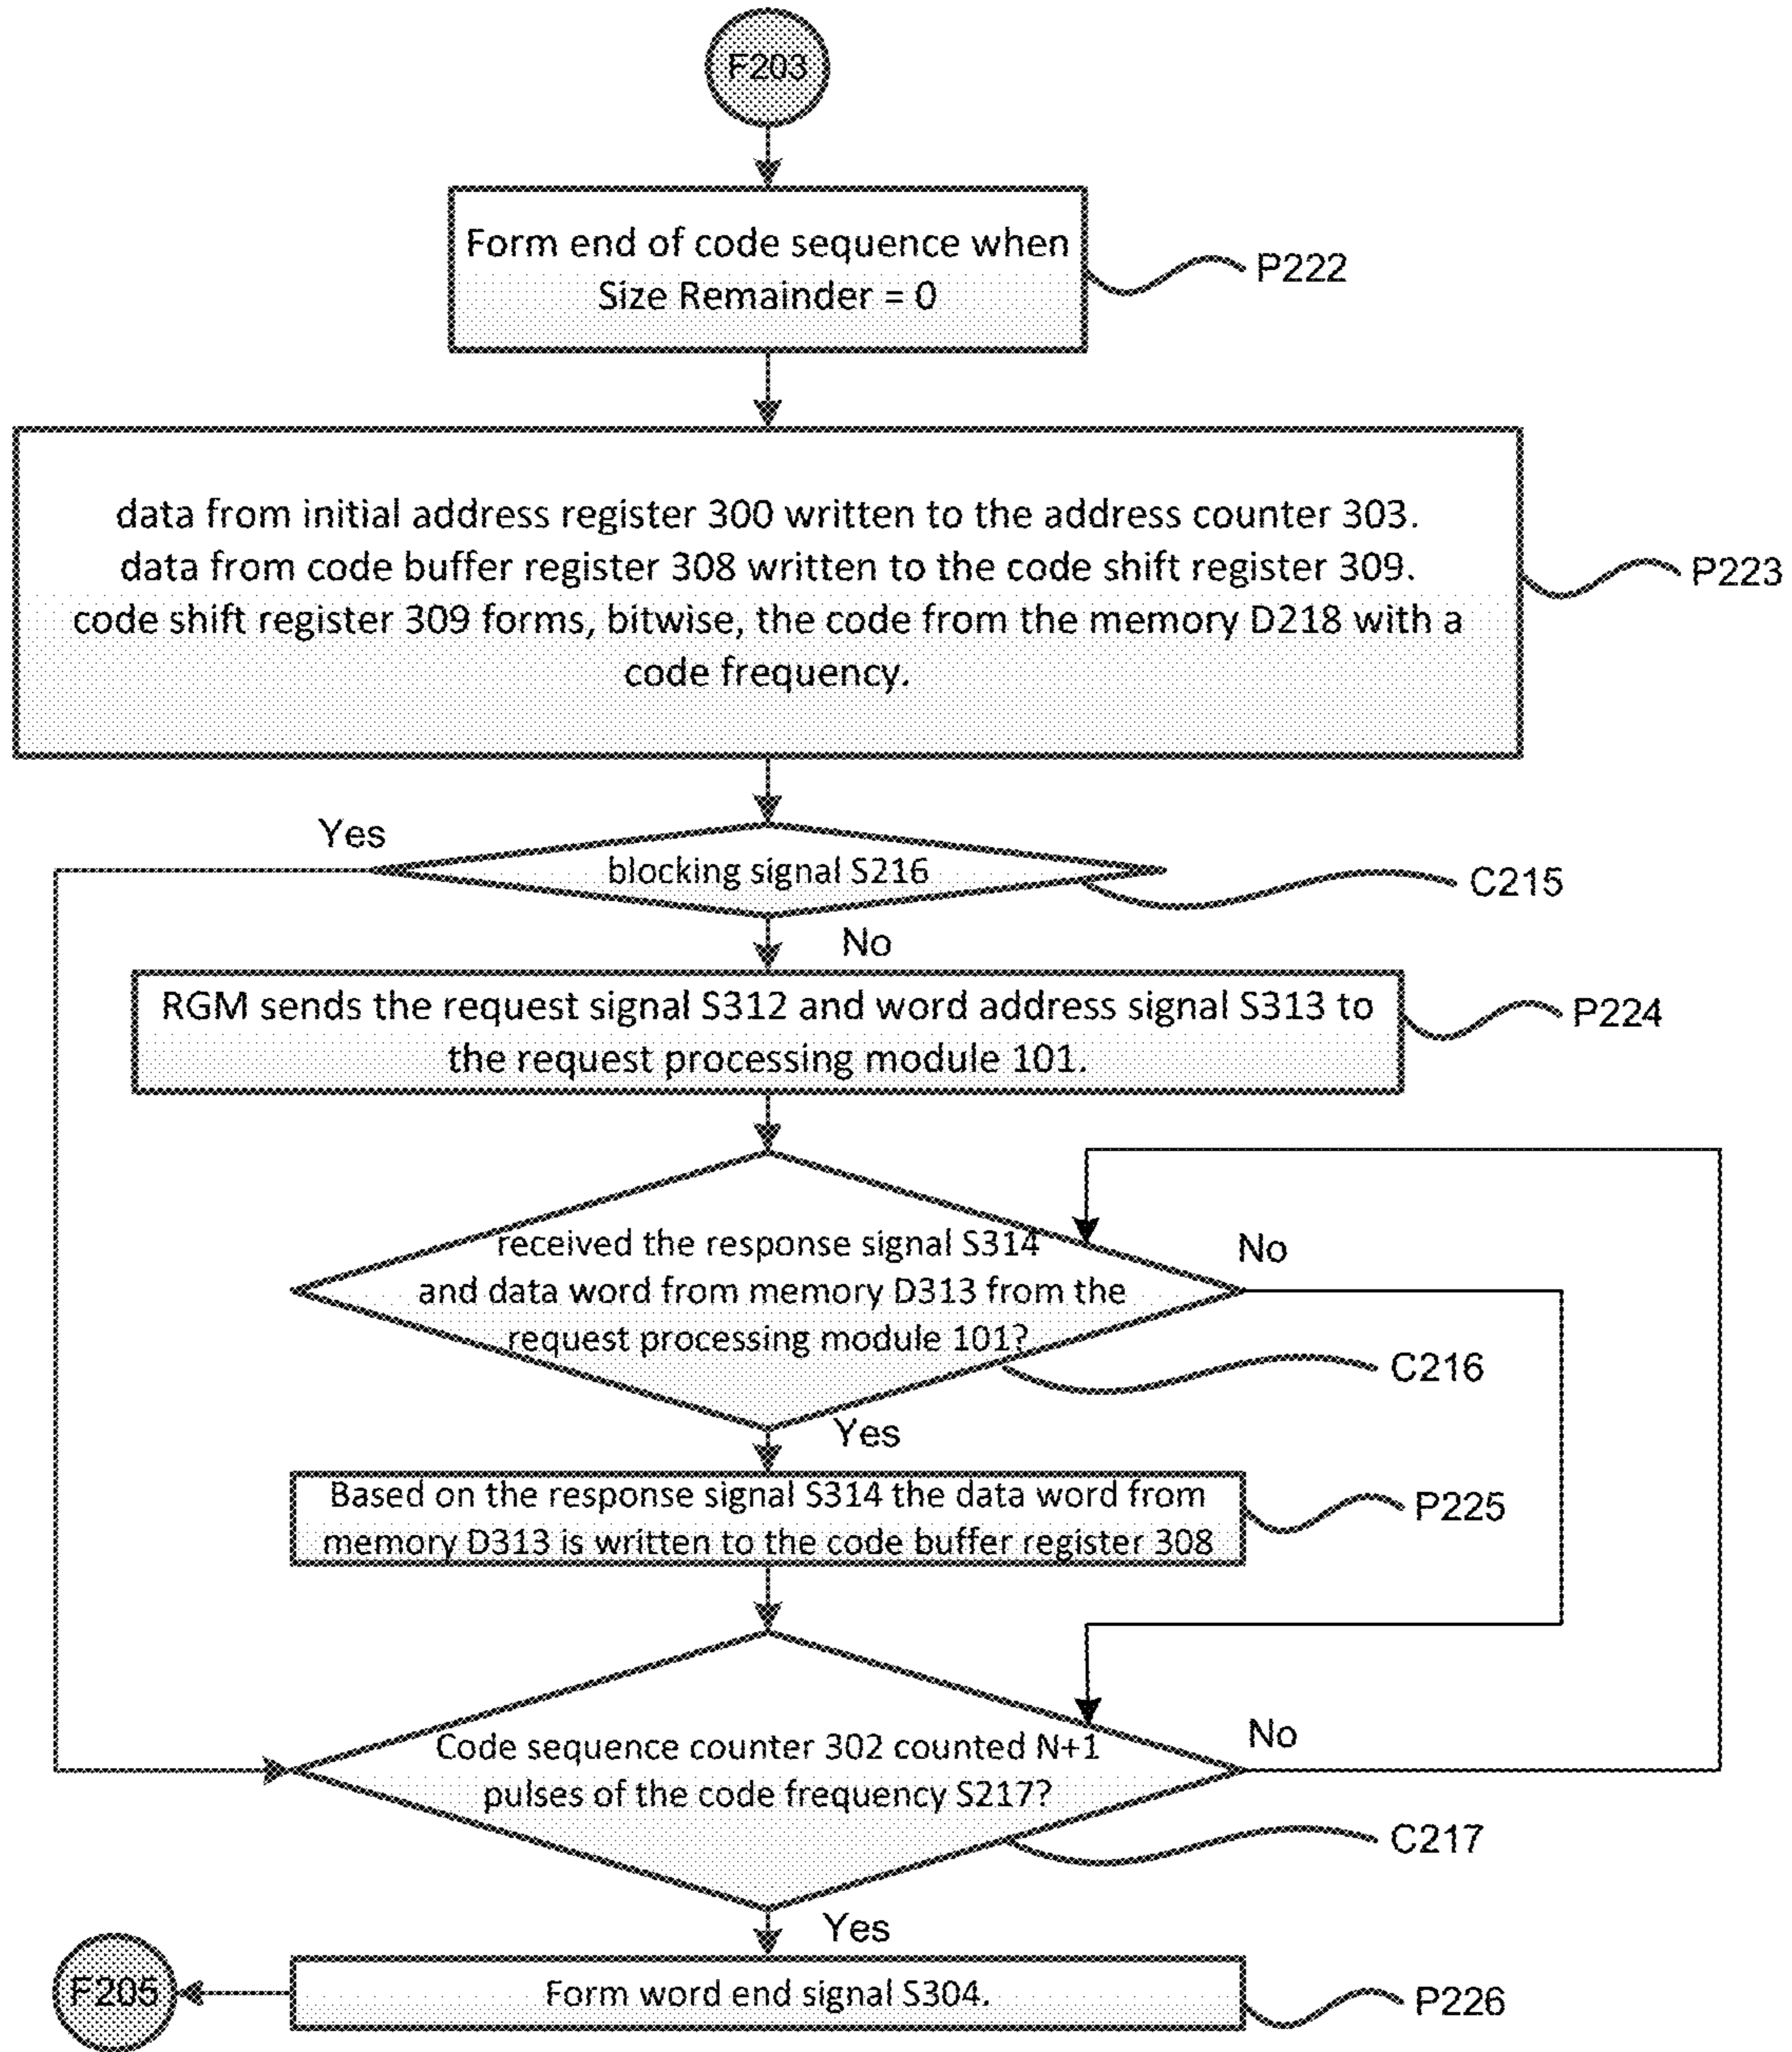 F203
Form end of code sequence when
Size Remainder = 0
P222
data from initial address register 300 written to the address counter 303.
data from code buffer register 308 written to the code shift register 309.
code shift register 309 forms, bitwise, the code from the memory D218 with a
code frequency.
P223
Yes
blocking signal S216
C215
No
RGM sends the request signal S312 and word address signal S313 to
the request processing module 101.
P224
received the response signal S314
and data word from memory D313 from the
request processing module 101?
No
C216
Yes
Based on the response signal S314 the data word from
memory D313 is written to the code buffer register 308
P225
Code sequence counter 302 counted N+1
pulses of the code frequency S217?
No
C217
Yes
F205
Form word end signal S304.
P226